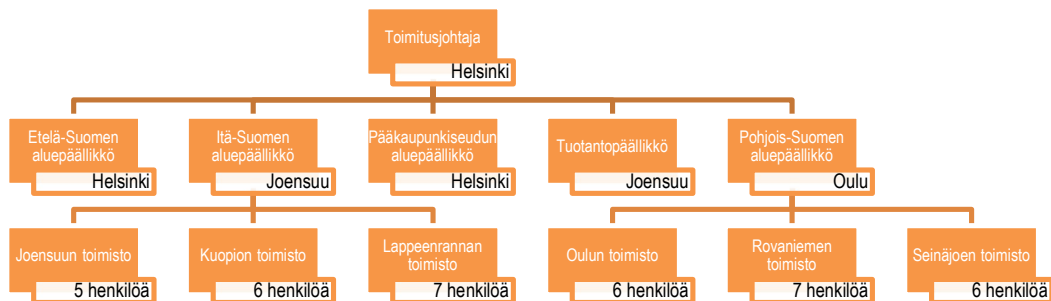 Toimitusjohtaja
Helsinki
Etelä-Suomen
aluepäällikkö
Helsinki
Itä-Suomen
aluepäällikkö
Joensuu
Pääkaupunkiseudun
aluepäällikkö
Helsinki
Tuotantopäällikkö
Joensuu
Pohjois-Suomen
aluepäällikkö
Oulu
Joensuun toimisto
5 henkilöä
Kuopion toimisto
6 henkilöä
Lappeenrannan
toimisto
7 henkilöä
Oulun toimisto
6 henkilöä
Rovaniemen
toimisto
7 henkilöä
Seinäjoen toimisto
6 henkilöä